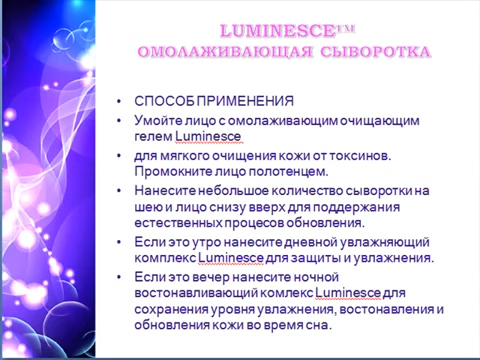 LUMINESCE™
ОМОЛАЖИВАЮЩАЯ СЫВОРОТКА
• СПОСОБ ПРИМЕНЕНИЯ
• Умойте лицо с омолаживающим очищающим
гелем Luminesce
• для мягкого очищения кожи от токсинов.
Промокните лицо полотенцем.
• Нанесите небольшое количество сыворотки на
шею и лицо снизу вверх для поддержания
естественных процесов обновления.
• Если это утро нанесите дневной увлажняющий
комплекс Luminesce для защиты и увлажнения.
• Если это вечер нанесите ночной
востонавливающий комлекс Luminesce для
сохранения уровня увлажнения, востонавления и
обновления кожи во время сна.